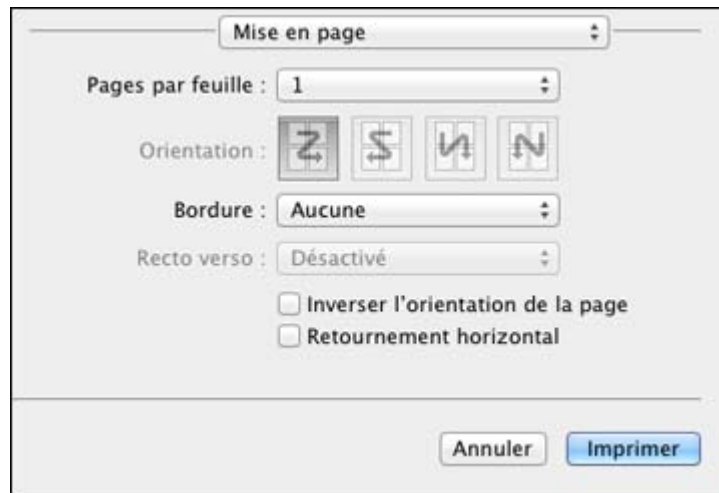 Mise en page
Pages par feuille : 1
Orientation :
Bordure : Aucune
Recto verso : Désactivé
Inverser l'orientation de la page
Retournement horizontal
Annuler Imprimer